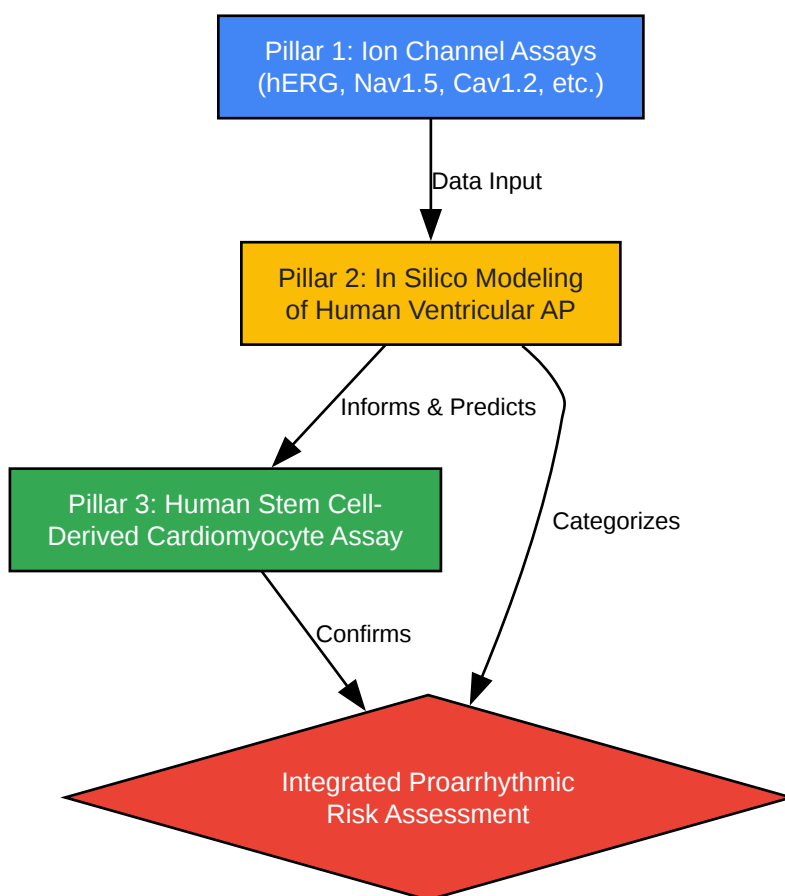 Pillar 1: Ion Channel Assays
(hERG, Nav1.5, Cav1.2, etc.)
Data Input
Pillar 2: In Silico Modeling
of Human Ventricular AP
Informs & Predicts
Pillar 3: Human Stem Cell-
Derived Cardiomyocyte Assay
Categorizes
Confirms
Integrated Proarrhythmic
Risk Assessment